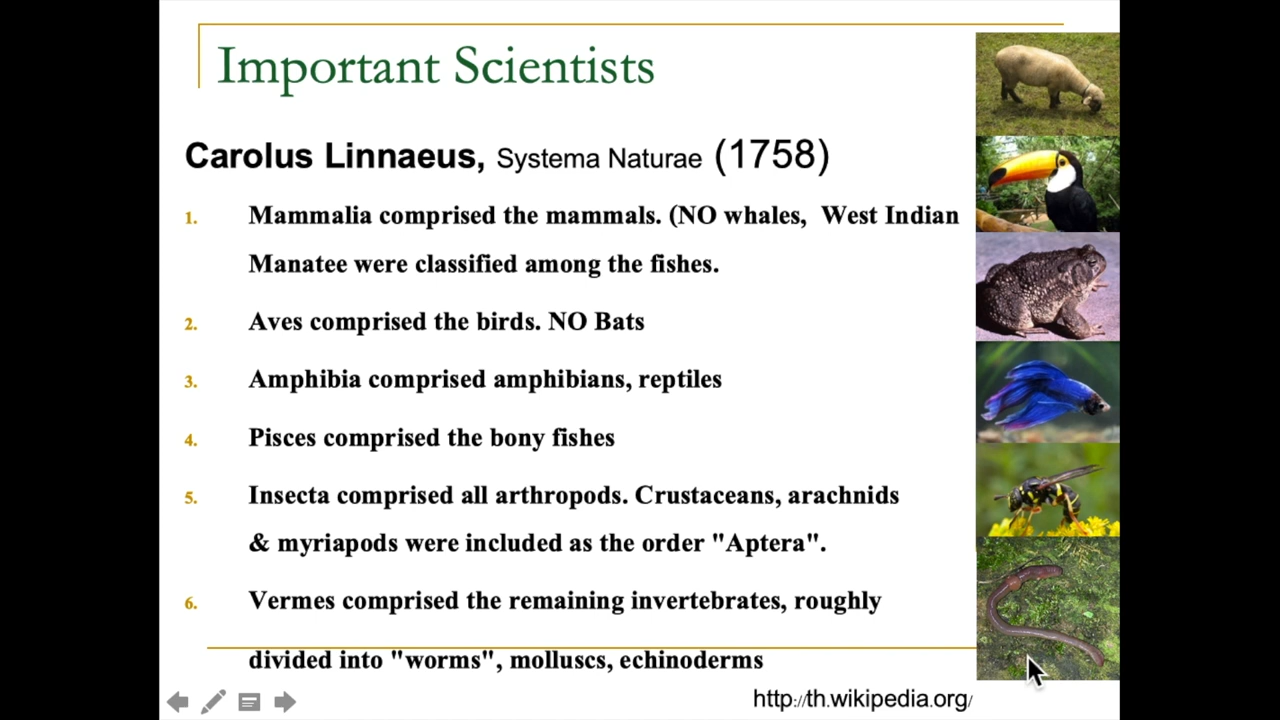 Important Scientists
Carolus Linnaeus, Systema Naturae (1758)
1. Mammalia comprised the mammals. (NO whales, West Indian
Manatee were classified among the fishes.
2. Aves comprised the birds. NO Bats
3. Amphibia comprised amphibians, reptiles
4. Pisces comprised the bony fishes
5. Insecta comprised all arthropods. Crustaceans, arachnids
& myriapods were included as the order "Aptera".
6. Vermes comprised the remaining invertebrates, roughly
divided into "worms", molluscs, echinoderms
http://th.wikipedia.org/